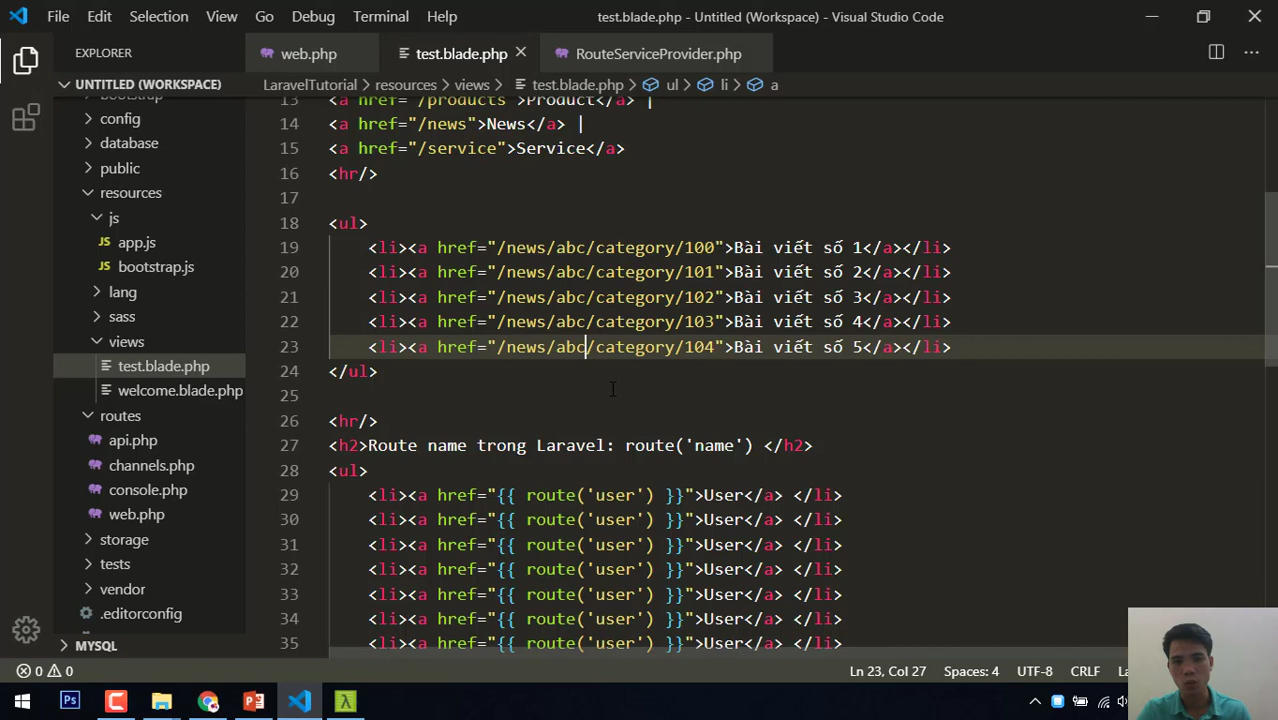 File Edit Selection View Go Debug Terminal Help test.blade.php - Untitled (Workspace) - Visual Studio Code
EXPLORER
web.php test.blade.php RouteServiceProvider.php
UNTITLED (WORKSPACE)
LaravelTutorial > resources > views > test.blade.php > ul > li > a
bootstrap
config
database
public
resources
js
app.js
bootstrap.js
lang
sass
views
test.blade.php
welcome.blade.php
routes
api.php
channels.php
console.php
web.php
storage
tests
vendor
.editorconfig
MYSQL
13 <a href="/products">Product</a> |
14 <a href="/news">News</a> |
15 <a href="/service">Service</a>
16 <hr/>
17
18 <ul>
19 <li><a href="/news/abc/category/100">Bài viết số 1</a></li>
20 <li><a href="/news/abc/category/101">Bài viết số 2</a></li>
21 <li><a href="/news/abc/category/102">Bài viết số 3</a></li>
22 <li><a href="/news/abc/category/103">Bài viết số 4</a></li>
23 <li><a href="/news/abc/category/104">Bài viết số 5</a></li>
24 </ul>
25
26 <hr/>
27 <h2>Route name trong Laravel: route('name') </h2>
28 <ul>
29 <li><a href="{{ route('user') }}">User</a> </li>
30 <li><a href="{{ route('user') }}">User</a> </li>
31 <li><a href="{{ route('user') }}">User</a> </li>
32 <li><a href="{{ route('user') }}">User</a> </li>
33 <li><a href="{{ route('user') }}">User</a> </li>
34 <li><a href="{{ route('user') }}">User</a> </li>
35 <li><a href="{{ route('user') }}">User</a> </li>
0 0 Ln 23, Col 27 Spaces: 4 UTF-8 CRLF
Ps